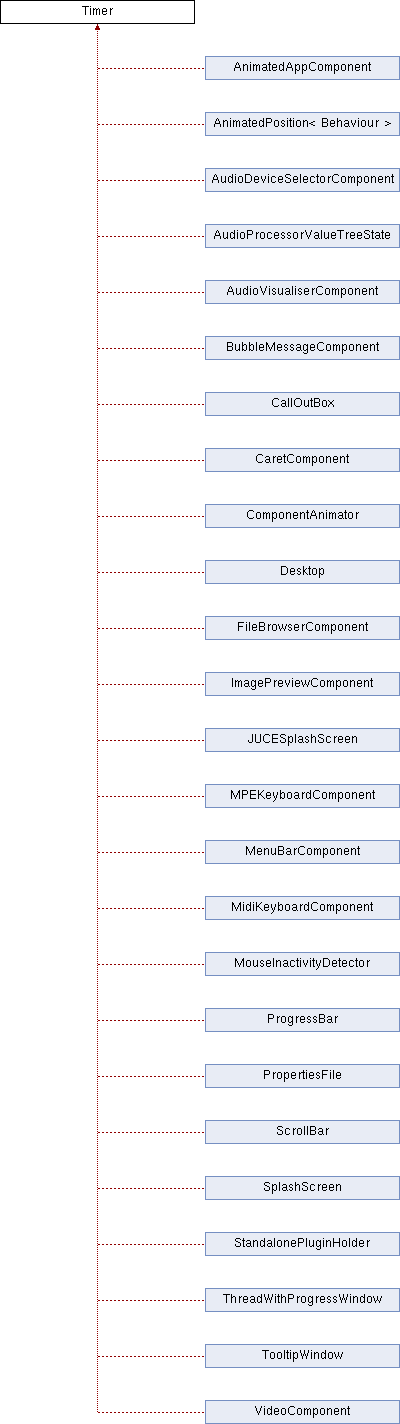 Timer
AnimatedAppComponent
AnimatedPosition< Behaviour >
AudioDeviceSelectorComponent
AudioProcessorValueTreeState
AudioVisualiserComponent
BubbleMessageComponent
CallOutBox
CaretComponent
ComponentAnimator
Desktop
FileBrowserComponent
ImagePreviewComponent
JUCESplashScreen
MPEKeyboardComponent
MenuBarComponent
MidiKeyboardComponent
MouseInactivityDetector
ProgressBar
PropertiesFile
ScrollBar
SplashScreen
StandalonePluginHolder
ThreadWithProgressWindow
TooltipWindow
VideoComponent